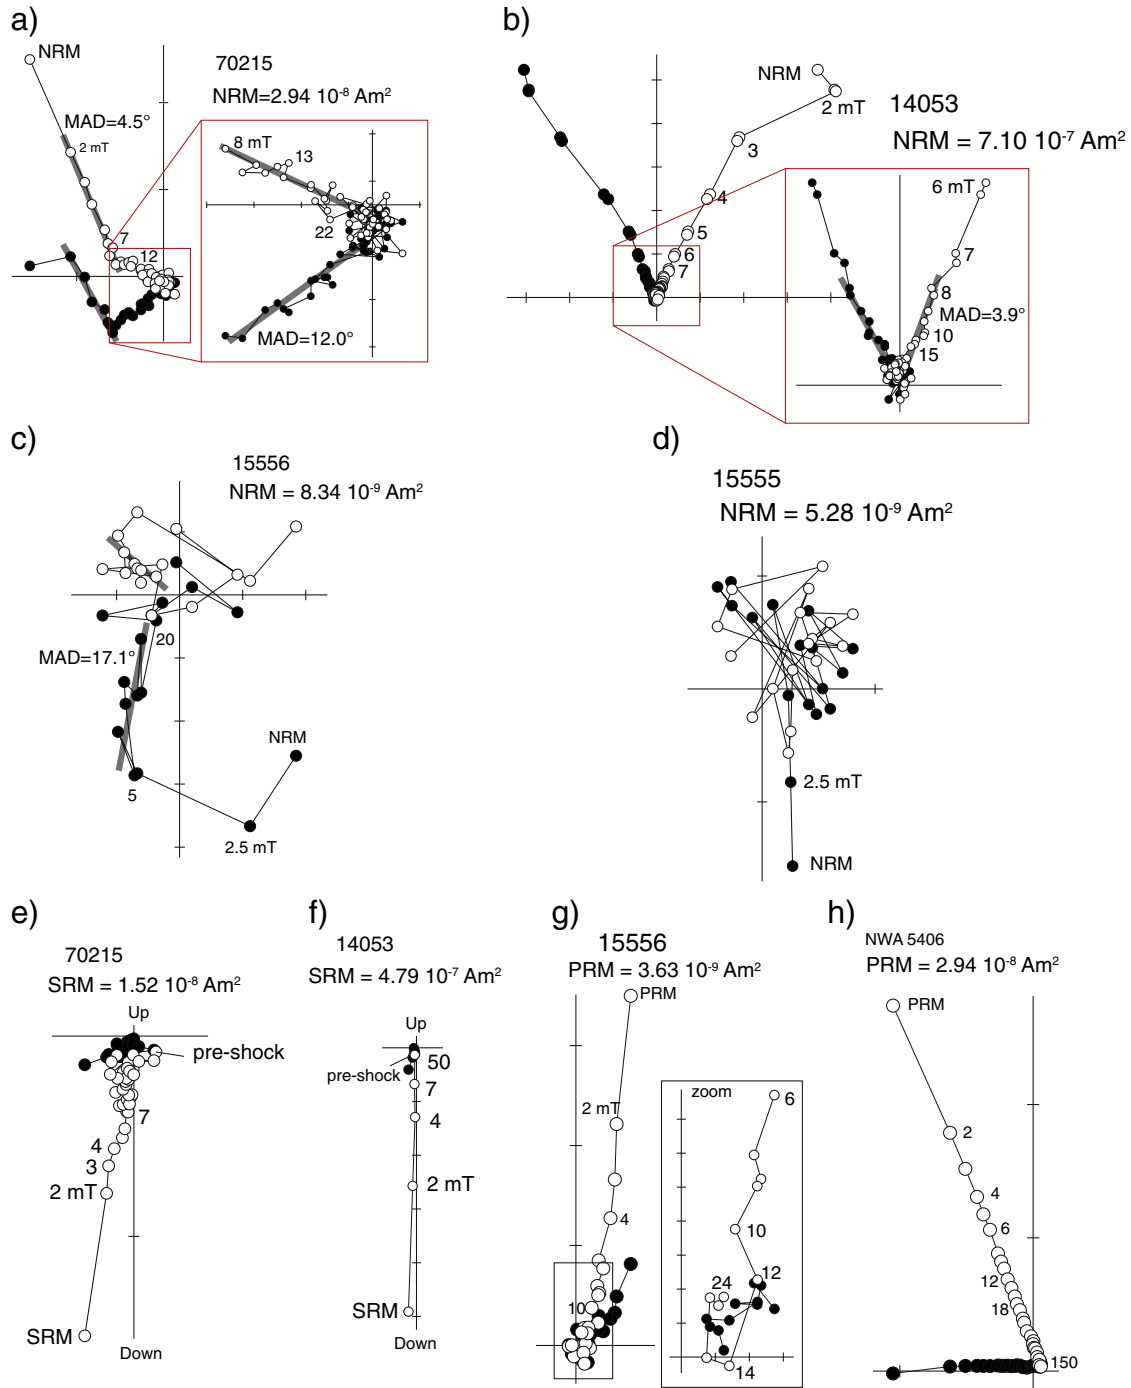 a)
NRM
70215
NRM=2.94 10-8 Am2
MAD=4.5°
2 mT
7
12
8 mT
13
22
MAD=12.0°
b)
NRM
2 mT
14053
NRM = 7.10 10-7 Am2
3
4
5
6
7
6 mT
7
8
MAD=3.9°
10
15
c)
15556
NRM = 8.34 10-9 Am2
20
MAD=17.1°
NRM
5
2.5 mT
d)
15555
NRM = 5.28 10-9 Am2
2.5 mT
NRM
e)
70215
SRM = 1.52 10-8 Am2
Up
pre-shock
7
4
3
2 mT
SRM
Down
f)
14053
SRM = 4.79 10-7 Am2
Up
50
pre-shock
7
4
2 mT
SRM
Down
g)
15556
PRM = 3.63 10-9 Am2
PRM
2 mT
4
10
zoom
6
10
12
24
14
h)
NWA 5406
PRM = 2.94 10-8 Am2
PRM
2
4
6
12
18
150